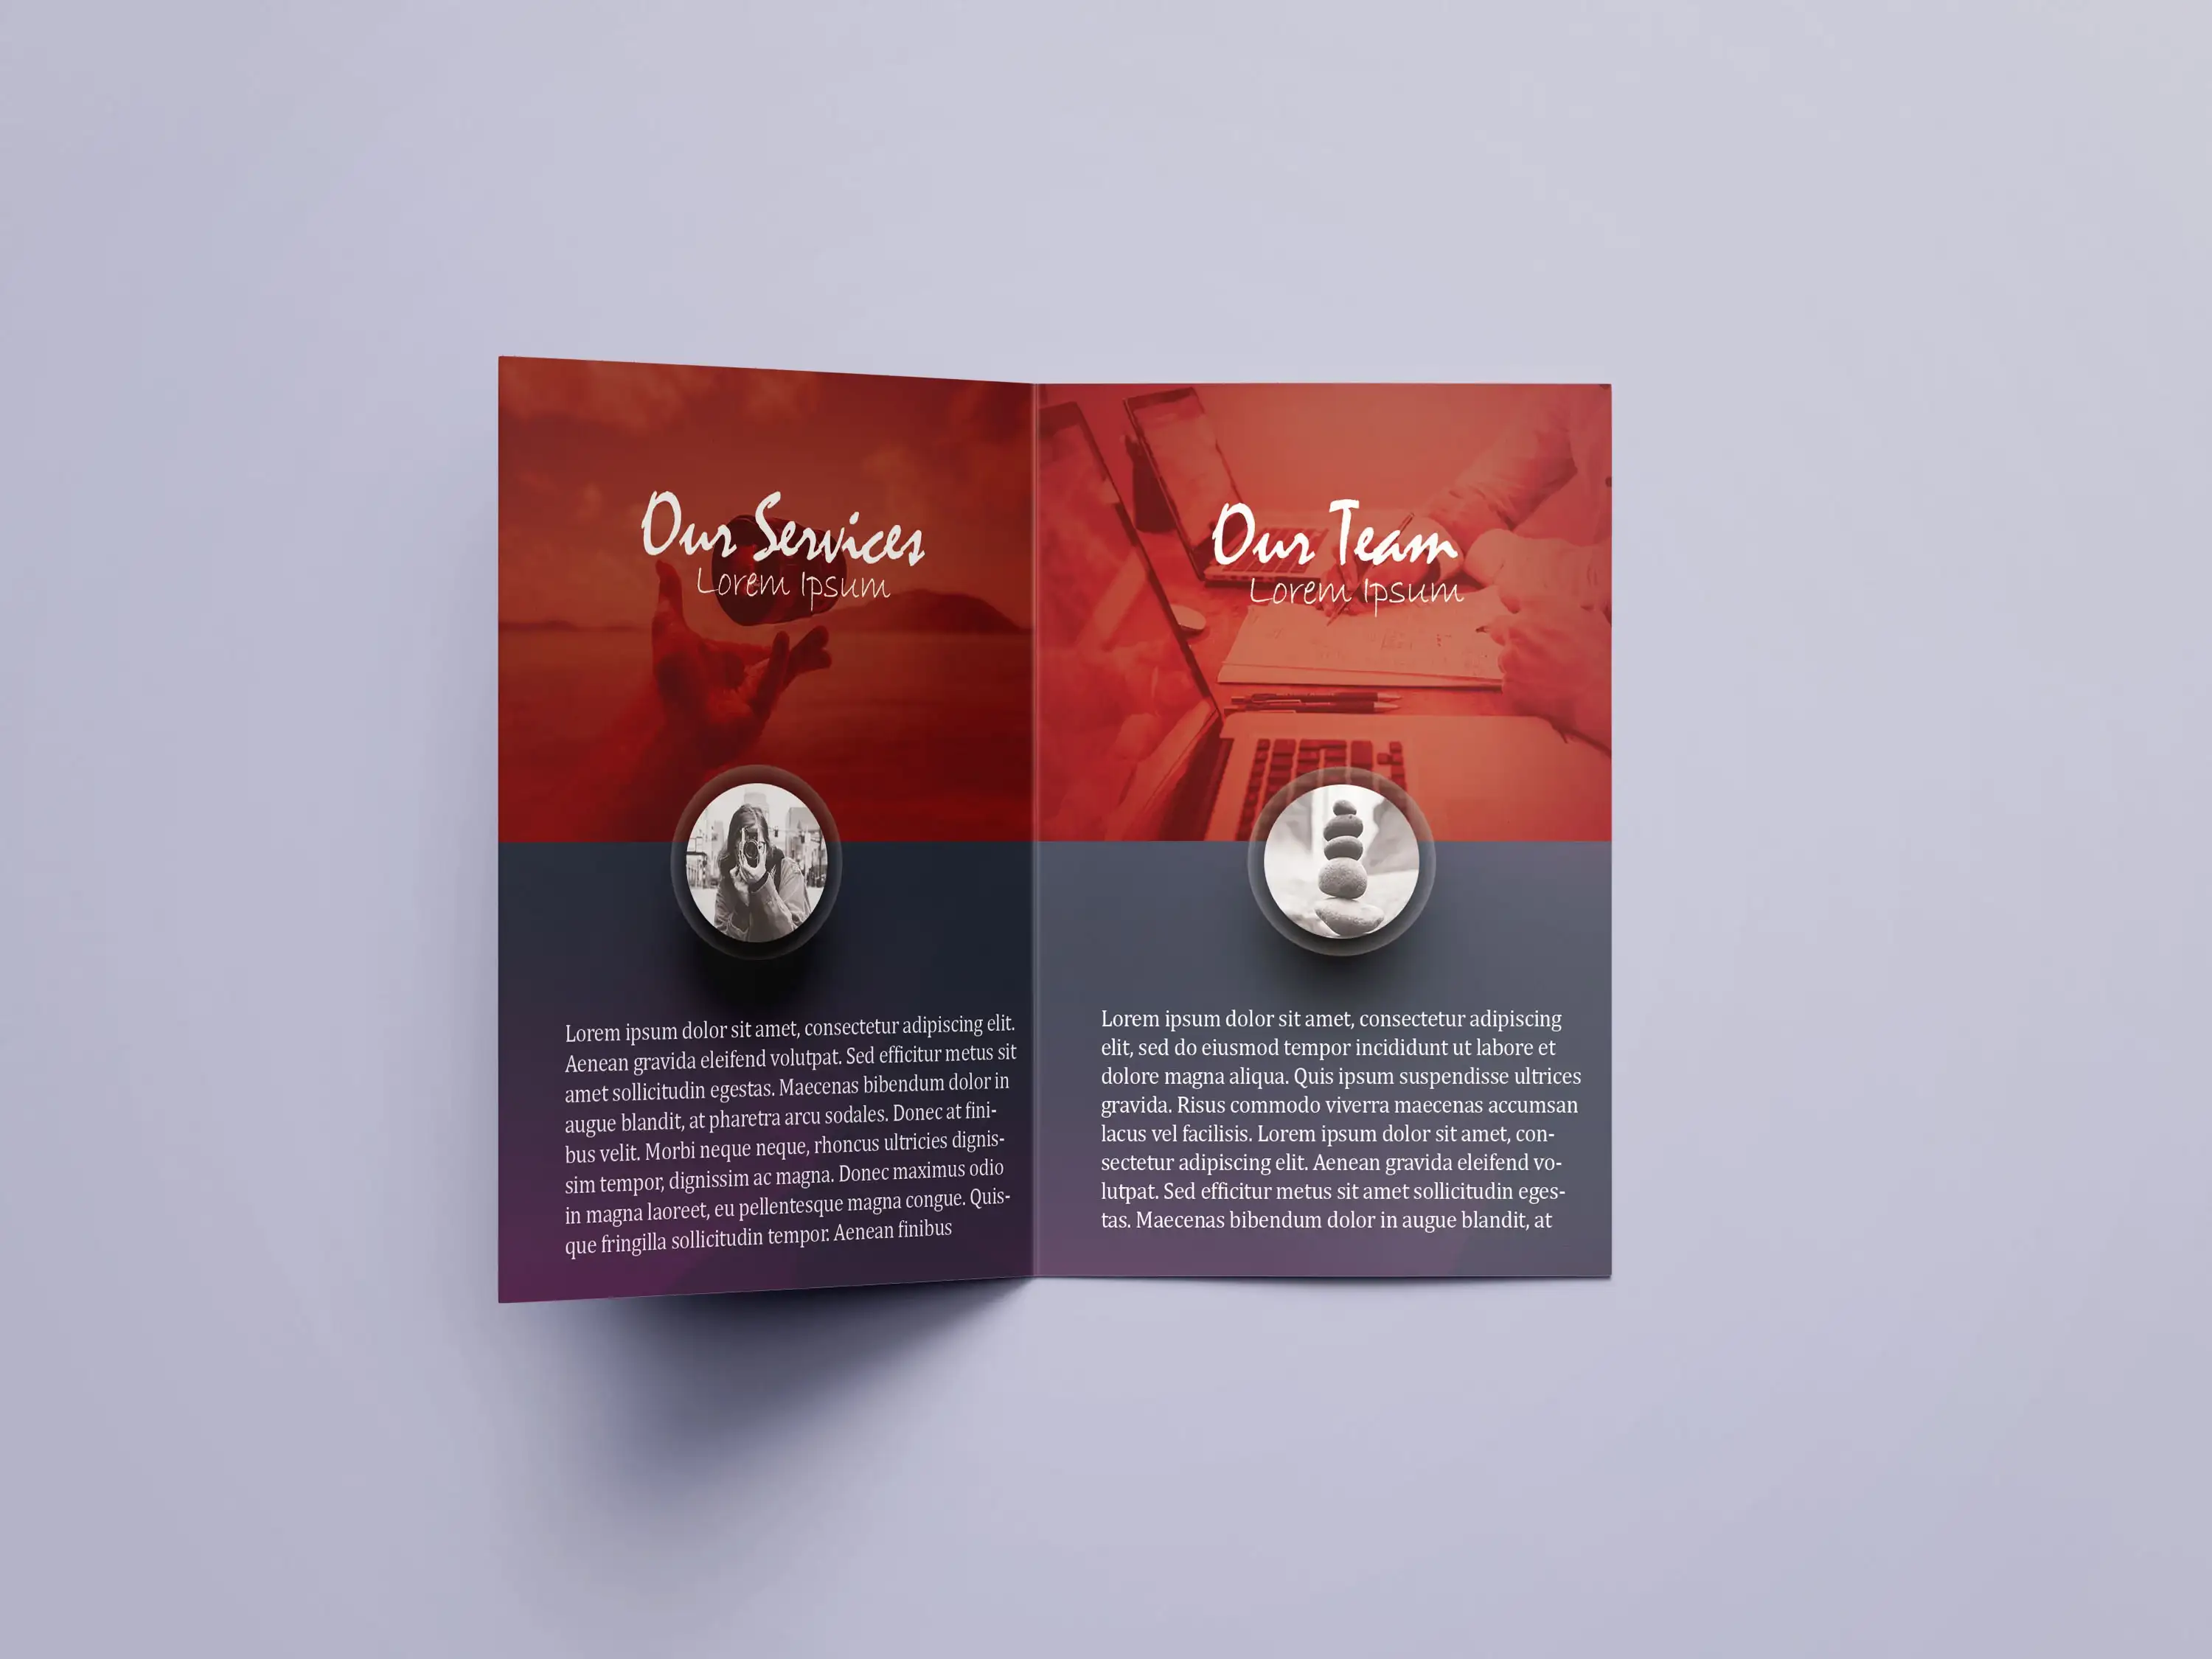 Our Services
Lorem Ipsum
Lorem ipsum dolor sit amet, consectetur adipiscing elit.
Aenean gravida eleifend volutpat. Sed efficitur metus sit
amet sollicitudin egestas. Maecenas bibendum dolor in
augue blandit, at pharetra arcu sodales. Donec at fini-
bus velit. Morbi neque neque, rhoncus ultricies dignis-
sim tempor, dignissim ac magna. Donec maximus odio
in magna laoreet, eu pellentesque magna congue. Quis-
que fringilla sollicitudin tempor. Aenean finibus
Our Team
Lorem Ipsum
Lorem ipsum dolor sit amet, consectetur adipiscing
elit, sed do eiusmod tempor incididunt ut labore et
dolore magna aliqua. Quis ipsum suspendisse ultrices
gravida. Risus commodo viverra maecenas accumsan
lacus vel facilisis. Lorem ipsum dolor sit amet, con-
sectetur adipiscing elit. Aenean gravida eleifend vo-
lutpat. Sed efficitur metus sit amet sollicitudin eges-
tas. Maecenas bibendum dolor in augue blandit, at